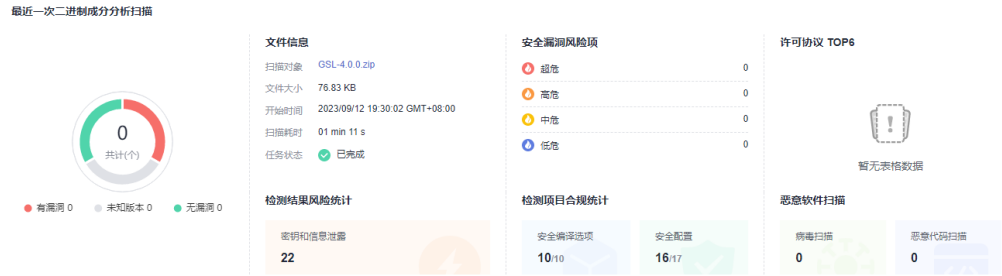 最近一次二进制成分分析扫描
0
共计(个)
有漏洞 0 未知版本 0 无漏洞 0
文件信息
扫描对象 GSL-4.0.0.zip
文件大小 76.83 KB
开始时间 2023/09/12 19:30:02 GMT+08:00
扫描耗时 01 min 11 s
任务状态 已完成
安全漏洞风险项
超危 0
高危 0
中危 0
低危 0
许可协议 TOP6
暂无表格数据
检测结果风险统计
密钥和信息泄露
22
检测项目合规统计
安全编译选项
10/10
安全配置
16/17
恶意软件扫描
病毒扫描
0
恶意代码扫描
0